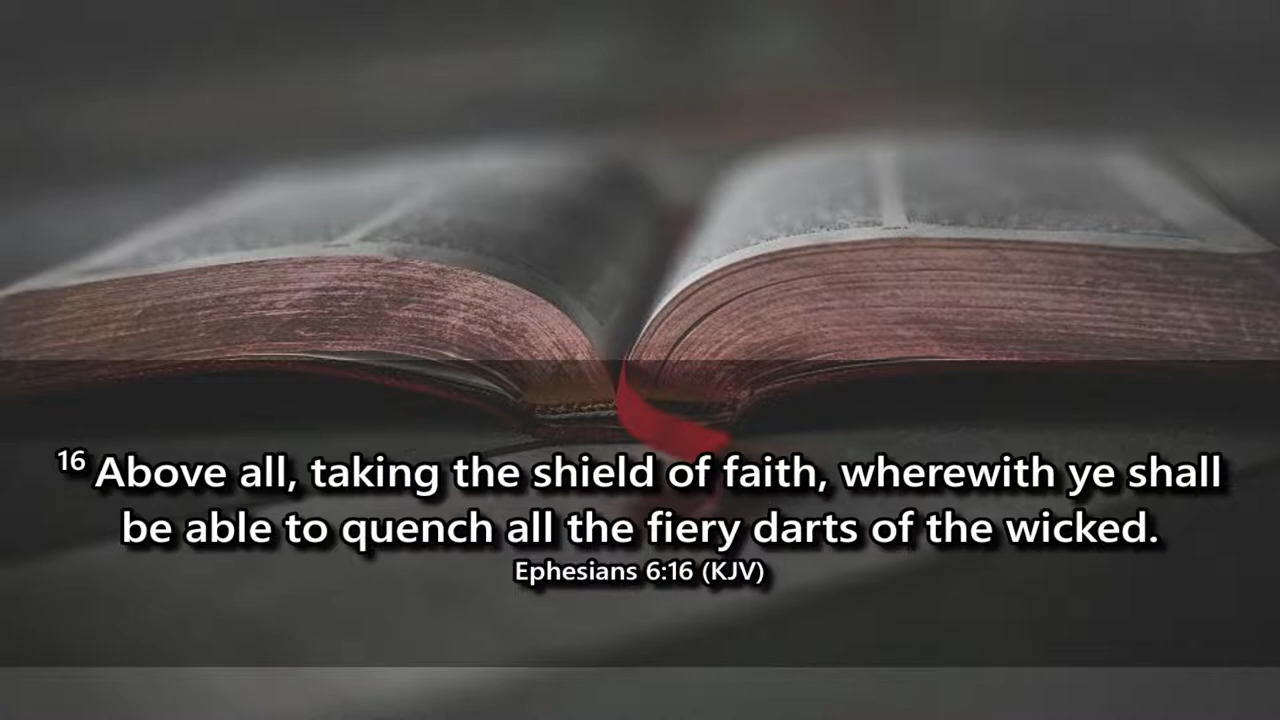 16 Above all, taking the shield of faith, wherewith ye shall
be able to quench all the fiery darts of the wicked.
Ephesians 6:16 (KJV)